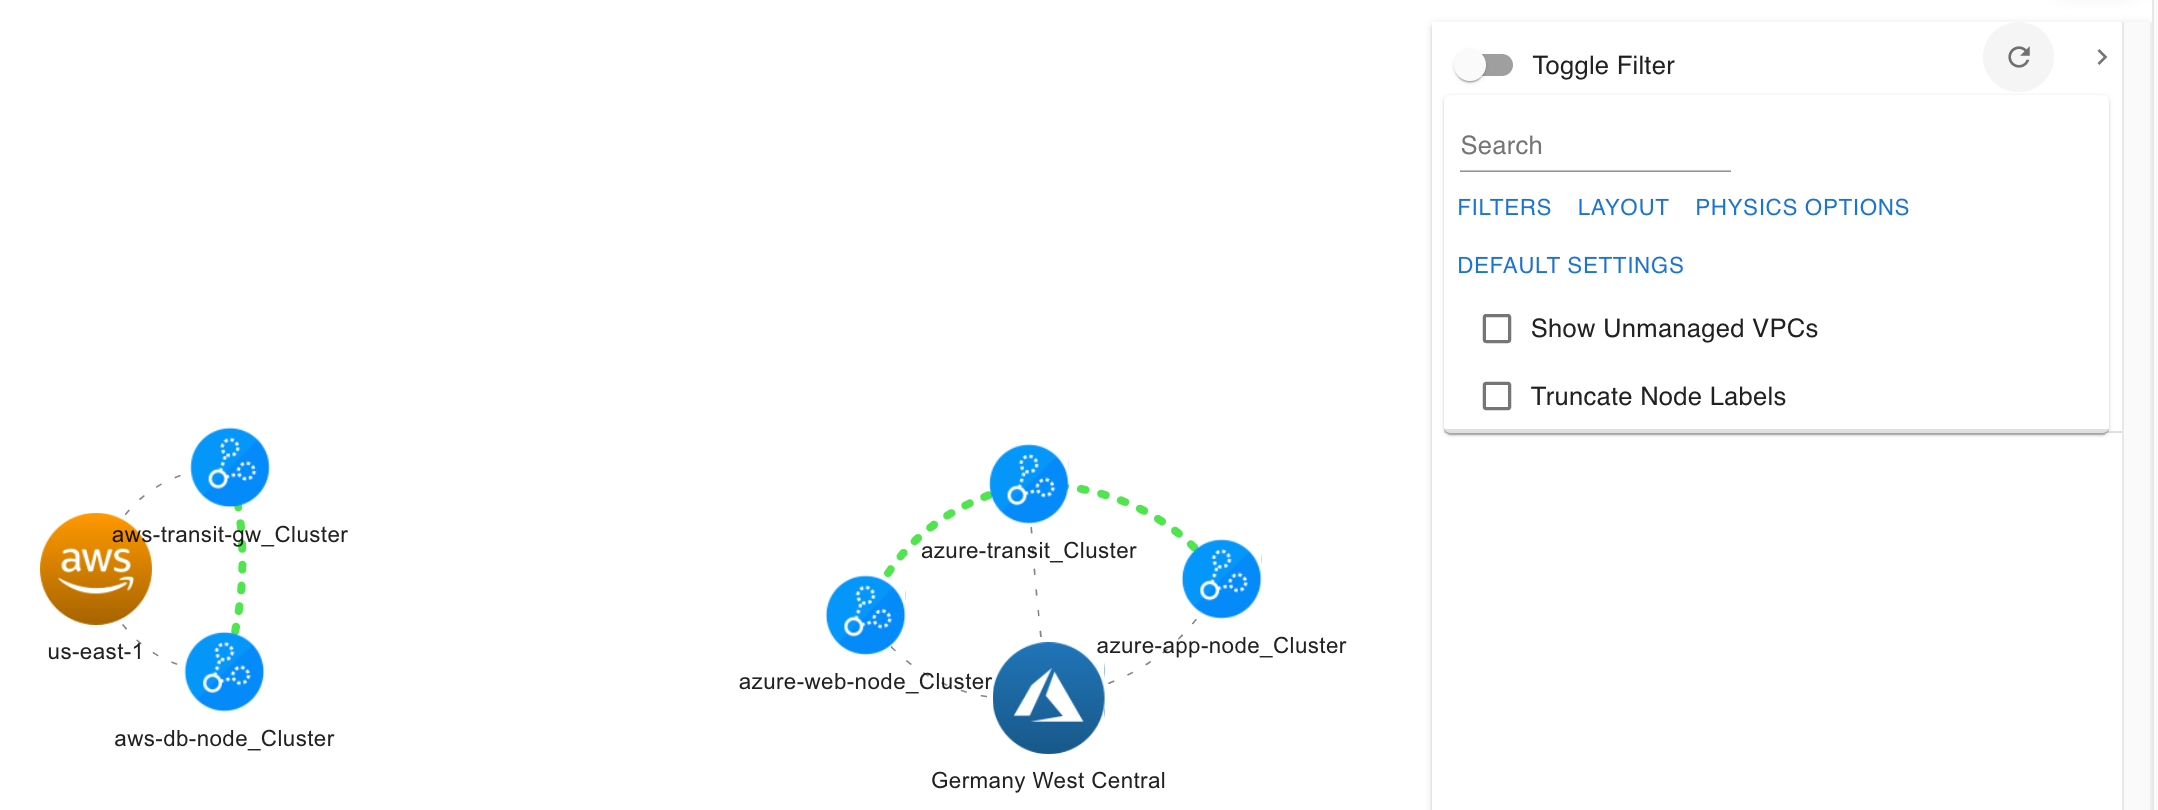 Toggle Filter
Search
FILTERS LAYOUT PHYSICS OPTIONS
DEFAULT SETTINGS
Show Unmanaged VPCs
Truncate Node Labels
aws-transit-gw_Cluster
aws
us-east-1
aws-db-node_Cluster
azure-transit_Cluster
azure-app-node_Cluster
azure-web-node_Cluster
Germany West Central